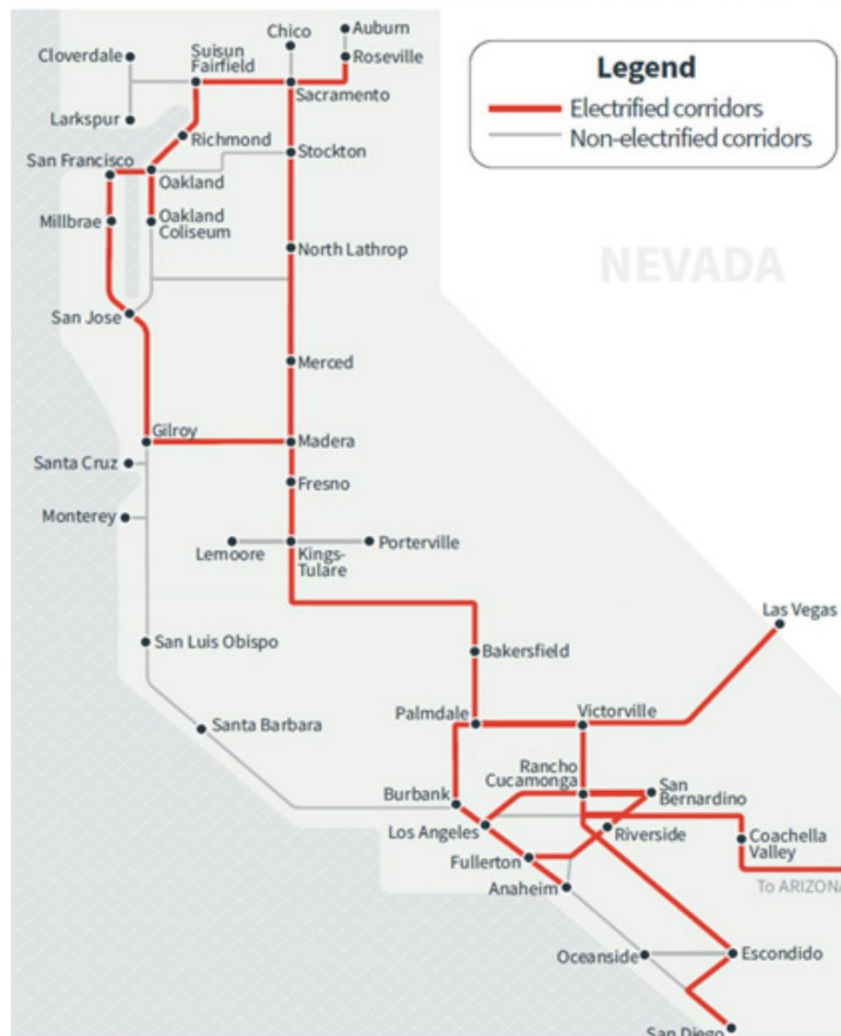 Chico
Auburn
Cloverdale
Suisun
Fairfield
Roseville
Sacramento
Larkspur
Richmond
Stockton
San Francisco
Oakland
Millbrae
Oakland
Coliseum
North Lathrop
San Jose
Merced
Gilroy
Madera
Santa Cruz
Fresno
Monterey
Lemoore
Kings-
Tulare
Porterville
Las Vegas
San Luis Obispo
Bakersfield
Santa Barbara
Palmdale
Victorville
Rancho
Cucamonga
San
Bernardino
Burbank
Los Angeles
Riverside
Coachella
Valley
Fullerton
Anaheim
To ARIZONA
Oceanside
Escondido
San Diego
Legend
Electrified corridors
Non-electrified corridors
NEVADA